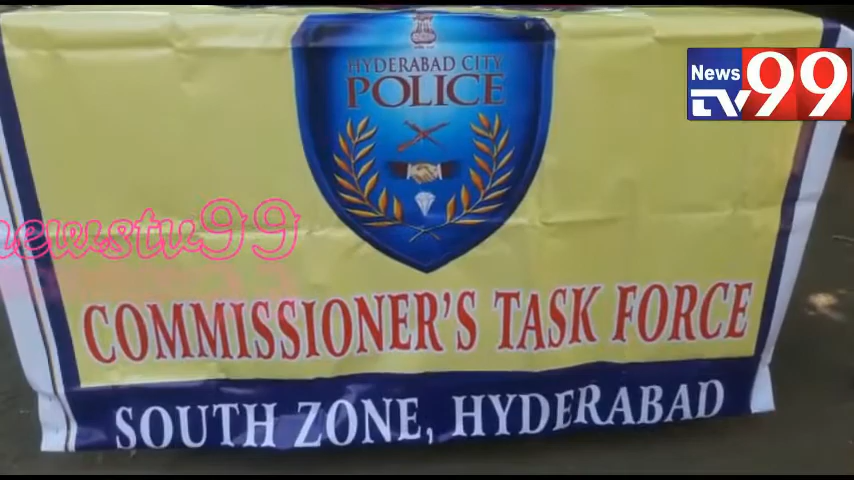 HYDERABAD CITY
POLICE
News
tv99
newstv99
COMMISSIONER'S TASK FORCE
SOUTH ZONE, HYDERABAD